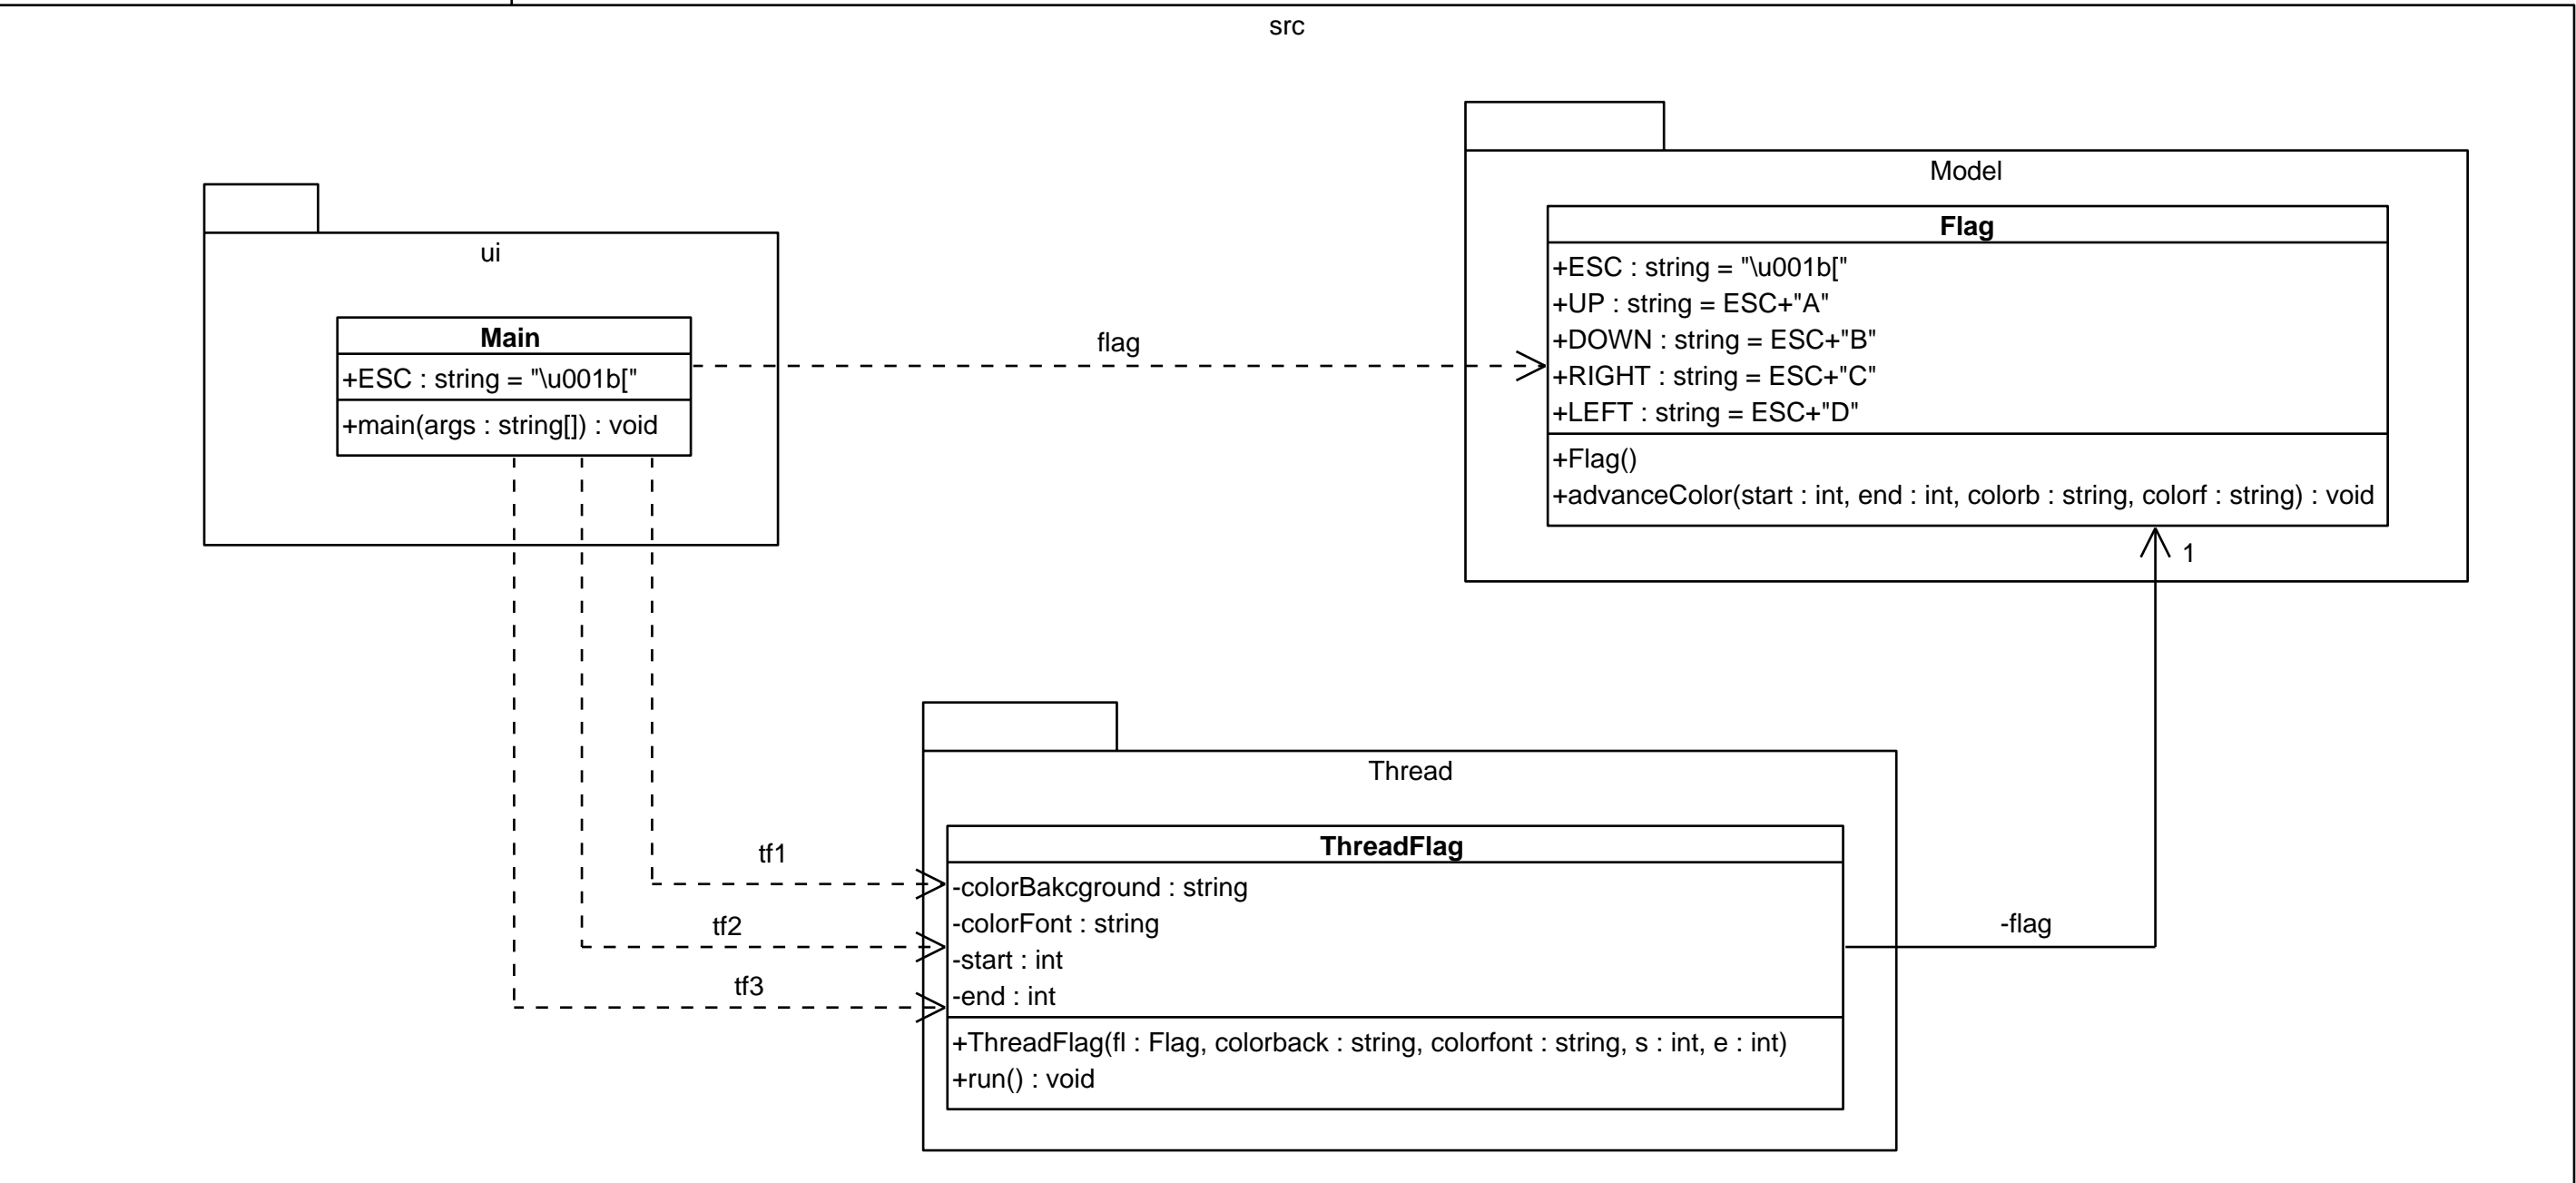 src
ui
Main
+ESC : string = "\u001b["
+main(args : string[]) : void
flag
Model
Flag
+ESC : string = "\u001b["
+UP : string = ESC+"A"
+DOWN : string = ESC+"B"
+RIGHT : string = ESC+"C"
+LEFT : string = ESC+"D"
+Flag()
+advanceColor(start : int, end : int, colorb : string, colorf : string) : void
1
tf1
tf2
tf3
Thread
ThreadFlag
-colorBakcground : string
-colorFont : string
-start : int
-end : int
+ThreadFlag(fl : Flag, colorback : string, colorfont : string, s : int, e : int)
+run() : void
-flag